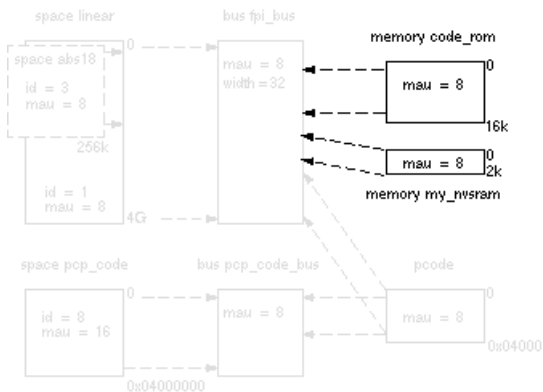 space linear
bus fpi_bus
memory code_rom
space abs18
id = 3
mau = 8
256k
id = 1
mau = 8
0
4G
mau = 8
width = 32
mau = 8
0
16k
mau = 8
0
2k
memory my_nvsram
space pcp_code
bus pcp_code_bus
pcode
id = 8
mau = 16
0
0x04000000
mau = 8
mau = 8
0
0x04000